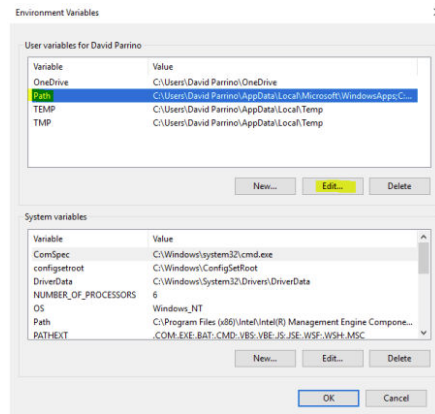 Environment Variables
User variables for David Parrino
Variable Value
OneDrive C:\Users\David Parrino\OneDrive
Path C:\Users\David Parrino\AppData\Local\Microsoft\WindowsApps;C:...
TEMP C:\Users\David Parrino\AppData\Local\Temp
TMP C:\Users\David Parrino\AppData\Local\Temp
New... Edit... Delete
System variables
Variable Value
ComSpec C:\Windows\system32\cmd.exe
configsetroot C:\Windows\ConfigSetRoot
DriverData C:\Windows\System32\Drivers\DriverData
NUMBER_OF_PROCESSORS 6
OS Windows_NT
Path C:\Program Files (x86)\Intel\Intel(R) Management Engine Compone...
PATHEXT .COM;.EXE;.BAT;.CMD;.VBS;.VBE;.JS;.JSE;.WSF;.WSH;.MSC
New... Edit... Delete
OK Cancel